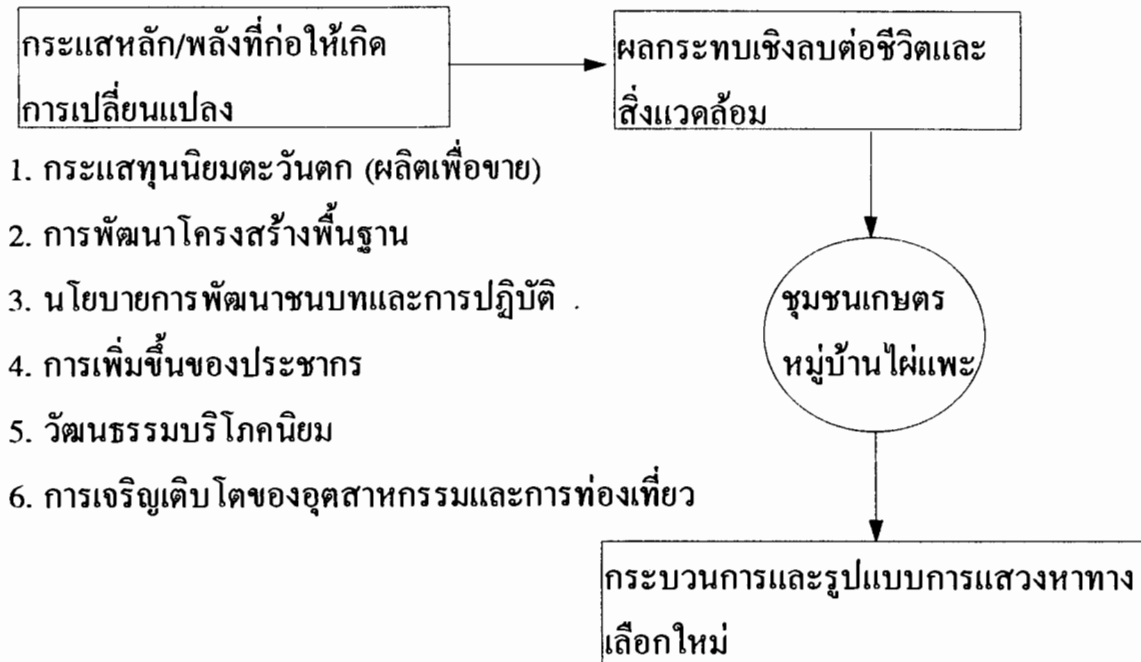 กระแสหลัก/พลังที่ก่อให้เกิด
การเปลี่ยนแปลง
ผลกระทบเชิงลบต่อชีวิตและ
สิ่งแวดล้อม
1. กระแสทุนนิยมตะวันตก (ผลิตเพื่อขาย)
2. การพัฒนาโครงสร้างพื้นฐาน
3. นโยบายการพัฒนาชนบทและการปฏิบัติ .
4. การเพิ่มขึ้นของประชากร
5. วัฒนธรรมบริโภคนิยม
6. การเจริญเติบโตของอุตสาหกรรมและการท่องเที่ยว
ชุมชนเกษตร
หมู่บ้านไผ่แพะ
กระบวนการและรูปแบบการแสวงหาทาง
เลือกใหม่